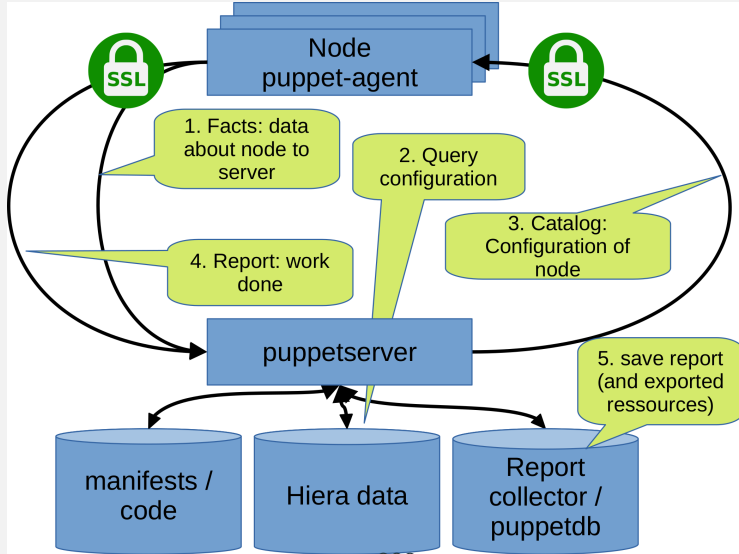 Node
puppet-agent
SSL
SSL
1. Facts: data
about node to
server
2. Query
configuration
3. Catalog:
Configuration of
node
4. Report: work
done
puppetserver
5. save report
(and exported
ressources)
manifests /
code
Hiera data
Report
collector /
puppetdb